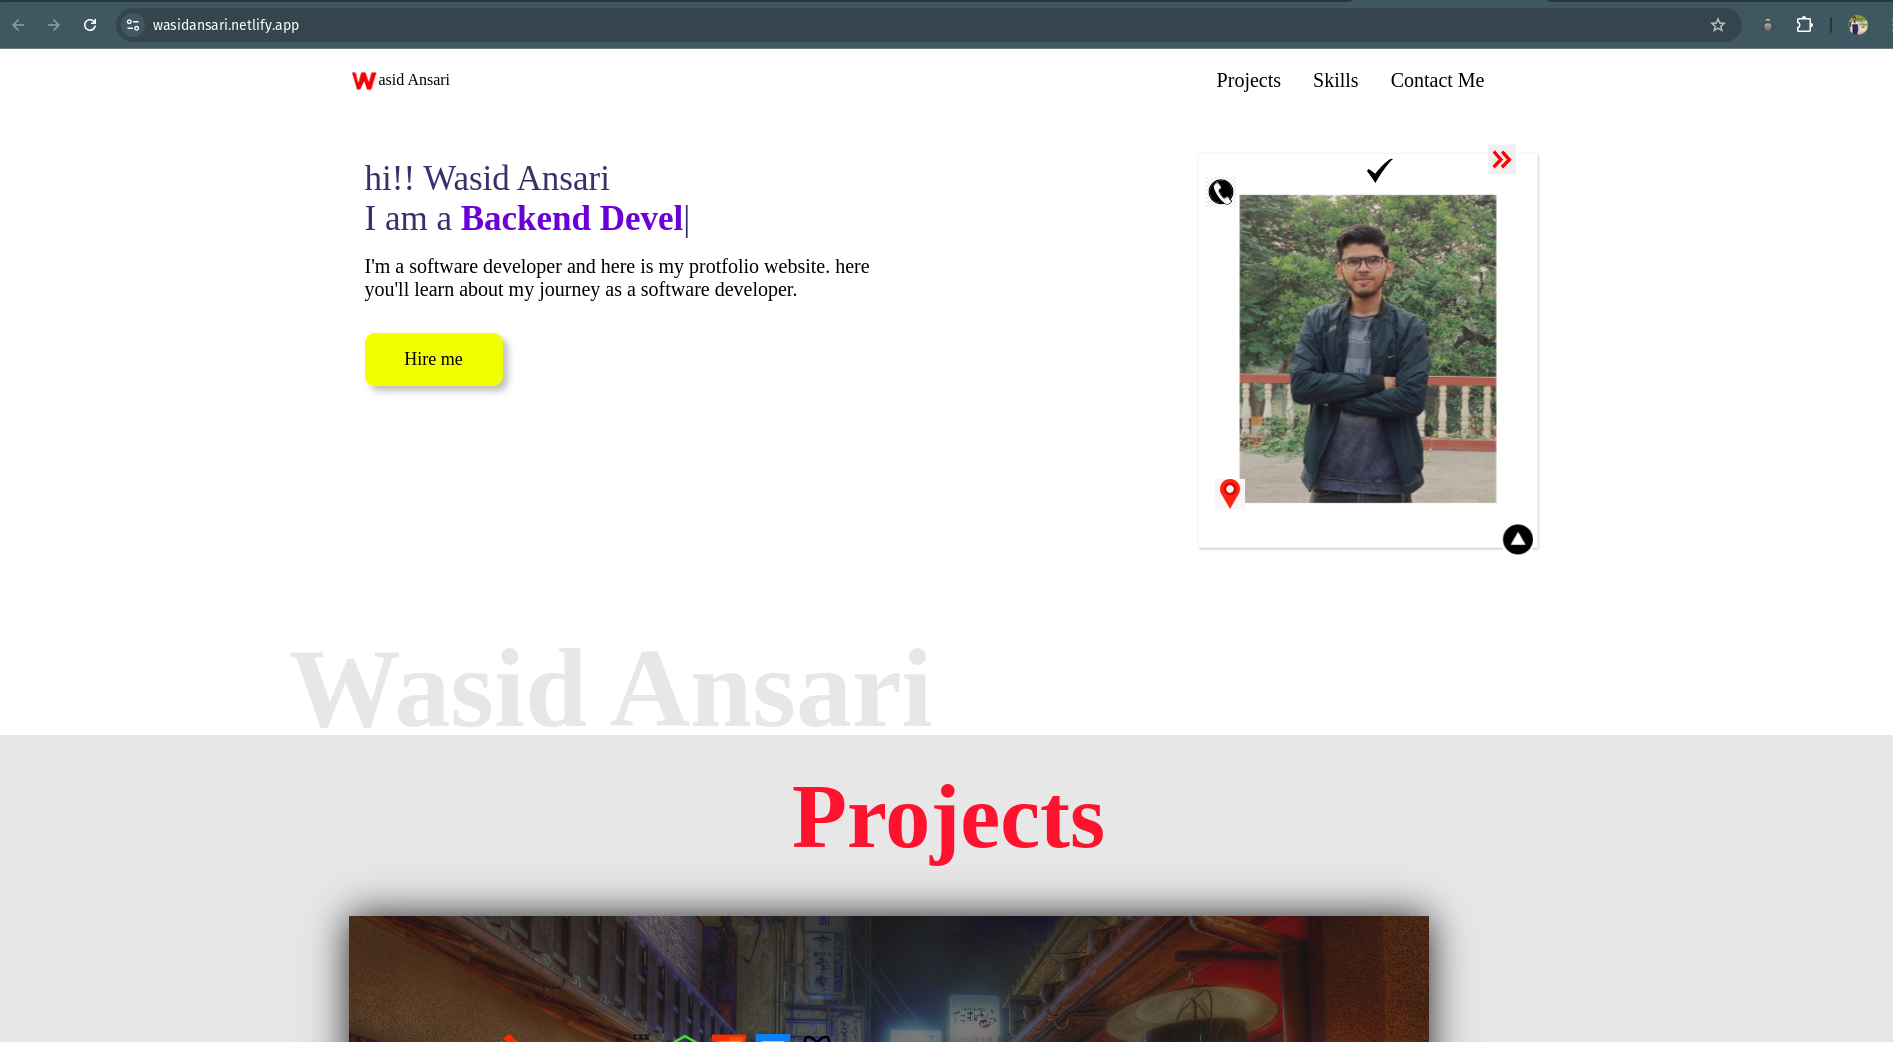 wasidansari.netlify.app
Wasid Ansari
Projects Skills Contact Me
hi!! Wasid Ansari
I am a Backend Devel|
I'm a software developer and here is my protfolio website. here
you'll learn about my journey as a software developer.
Hire me
Wasid Ansari
Projects